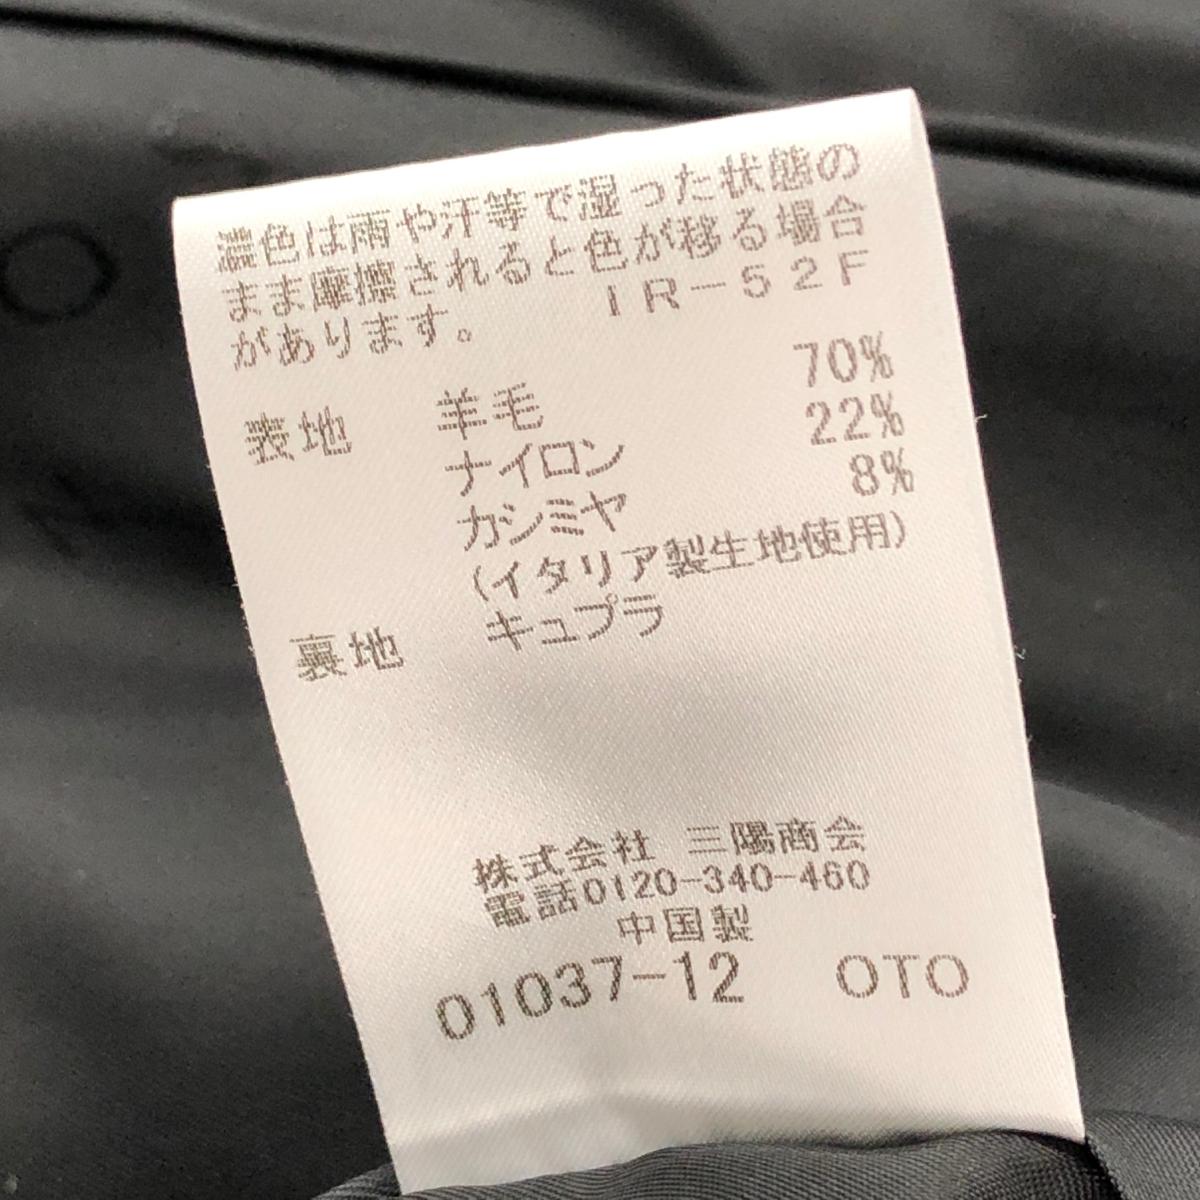 濃色は雨や汗等で湿った状態の
まま摩擦されると色が移る場合
があります。 IR-52F
表地 羊毛 70%
ナイロン 22%
カシミヤ 8%
(イタリア製生地使用)
裏地 キュプラ
株式会社 三陽商会
電話0120-340-460
中国製
01037-12 OTO